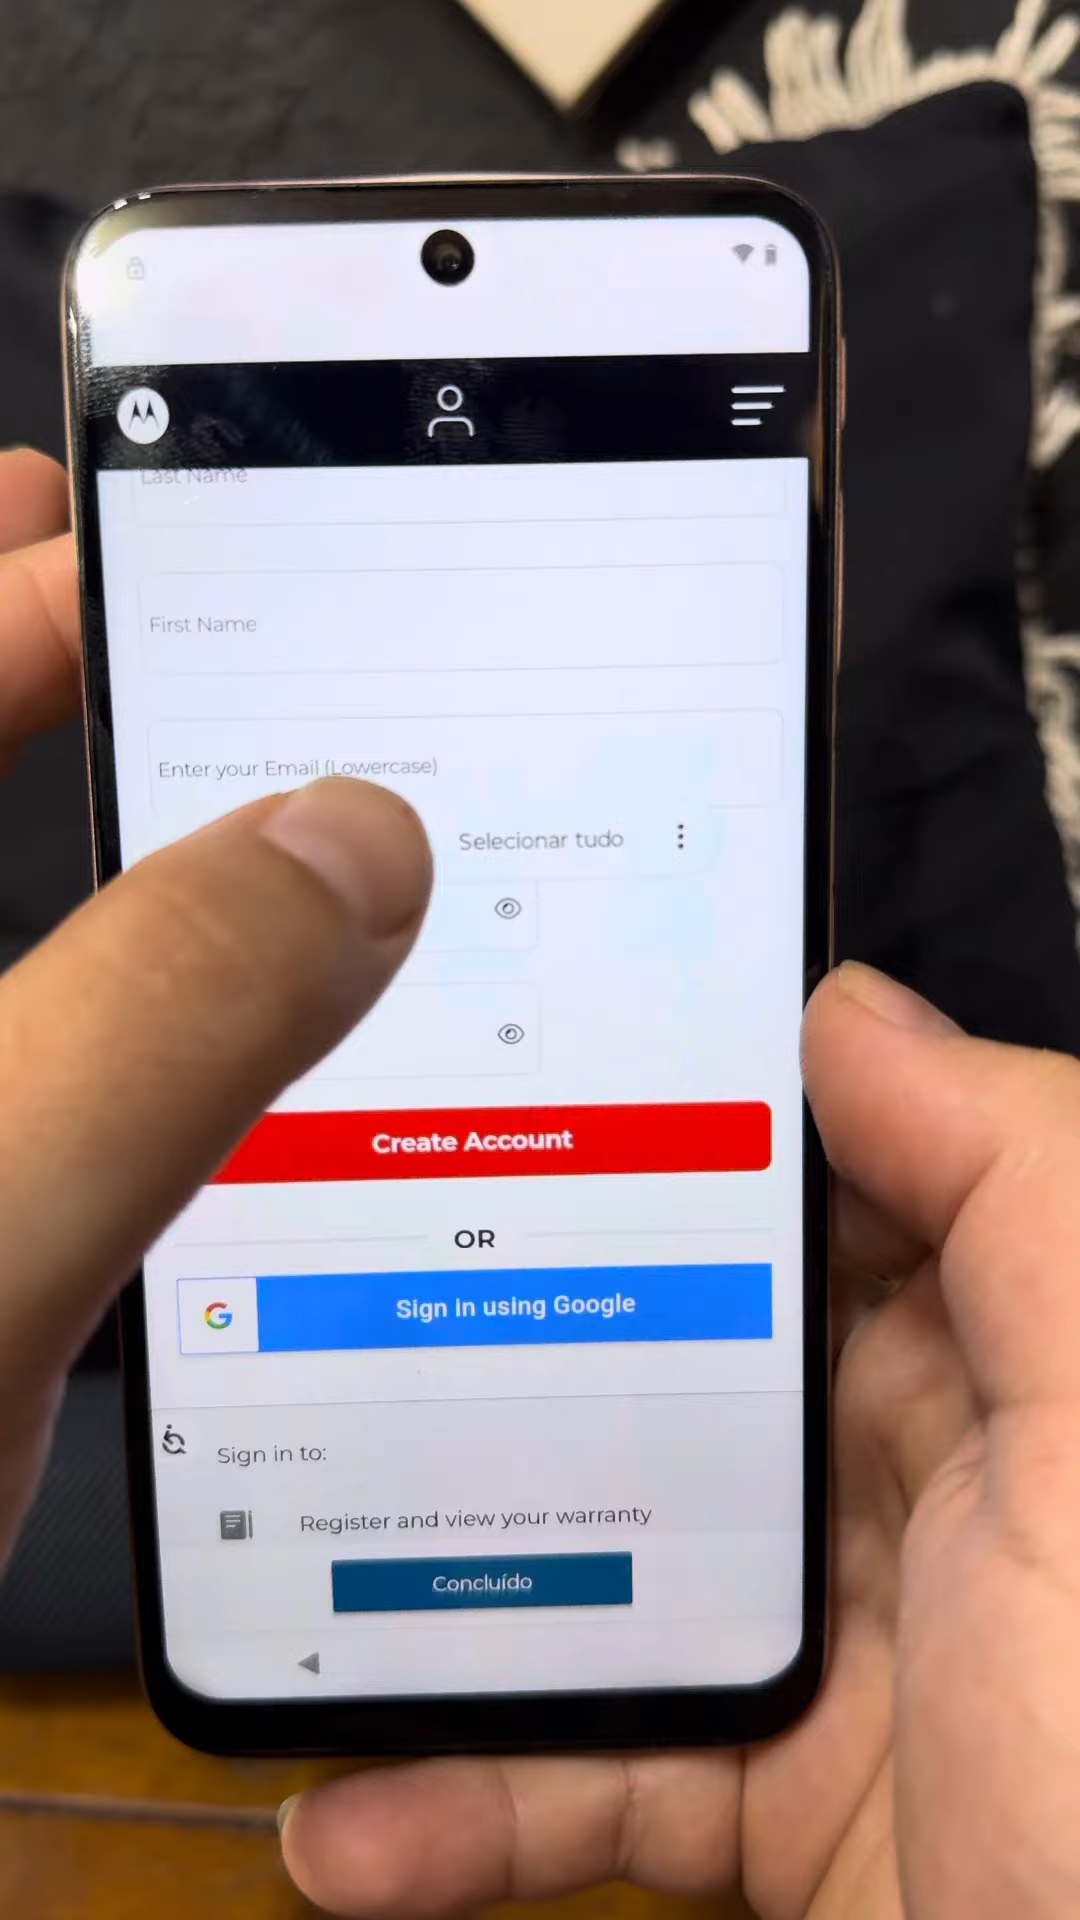 Last Name
First Name
Enter your Email (Lowercase)
Selecionar tudo
Create Account
OR
Sign in using Google
Sign in to:
Register and view your warranty
Concluído